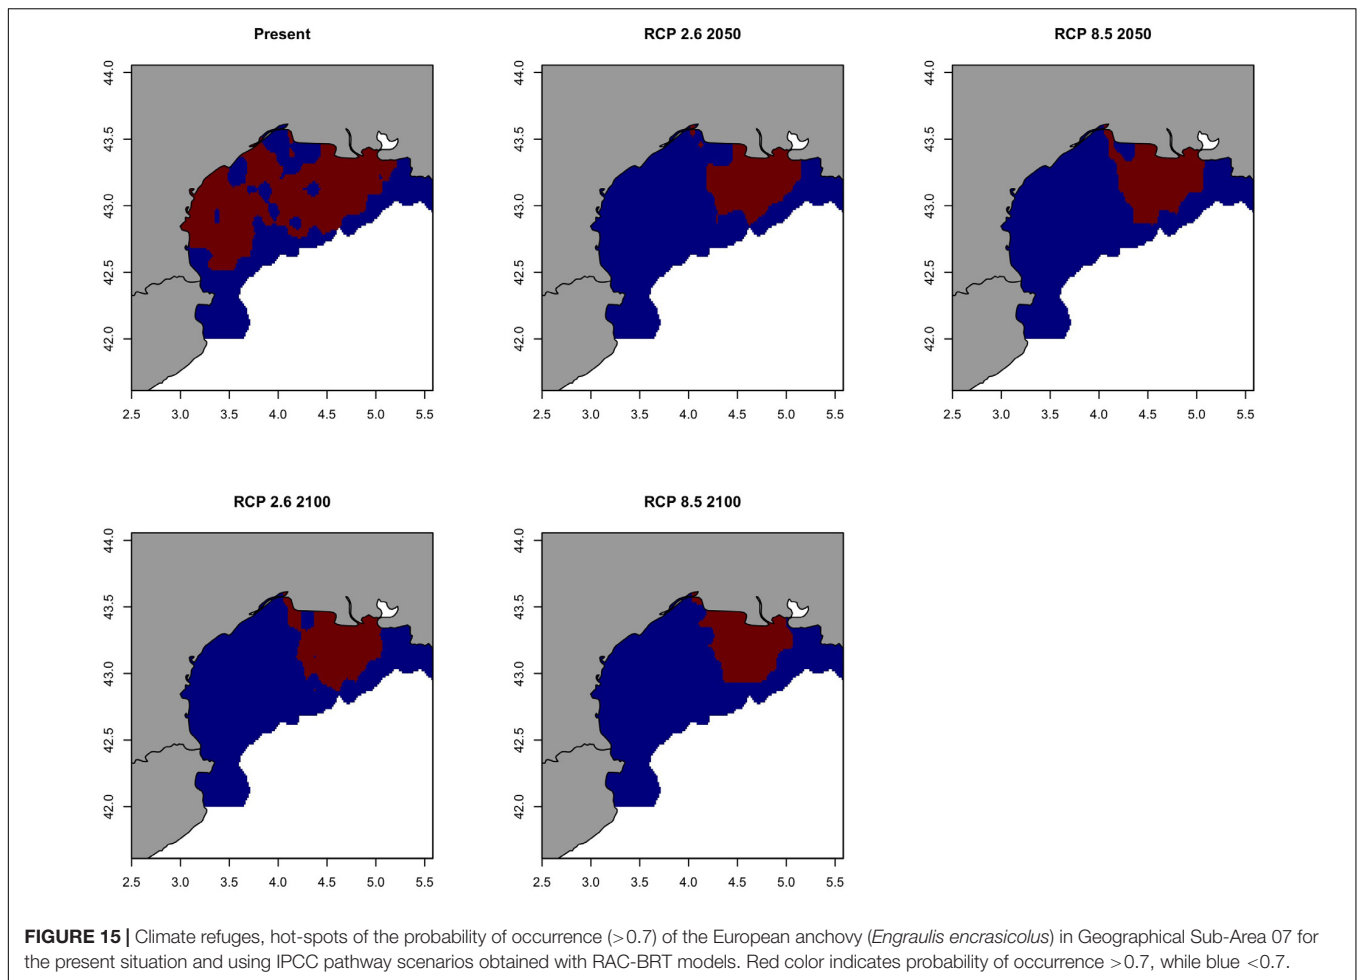 Present
RCP 2.6 2050
RCP 8.5 2050
44.0
43.5
43.0
42.5
42.0
2.5 3.0 3.5 4.0 4.5 5.0 5.5
44.0
43.5
43.0
42.5
42.0
2.5 3.0 3.5 4.0 4.5 5.0 5.5
44.0
43.5
43.0
42.5
42.0
2.5 3.0 3.5 4.0 4.5 5.0 5.5
RCP 2.6 2100
RCP 8.5 2100
44.0
43.5
43.0
42.5
42.0
2.5 3.0 3.5 4.0 4.5 5.0 5.5
44.0
43.5
43.0
42.5
42.0
2.5 3.0 3.5 4.0 4.5 5.0 5.5
FIGURE 15 | Climate refuges, hot-spots of the probability of occurrence (>0.7) of the European anchovy (Engraulis encrasicolus) in Geographical Sub-Area 07 for
the present situation and using IPCC pathway scenarios obtained with RAC-BRT models. Red color indicates probability of occurrence >0.7, while blue <0.7.